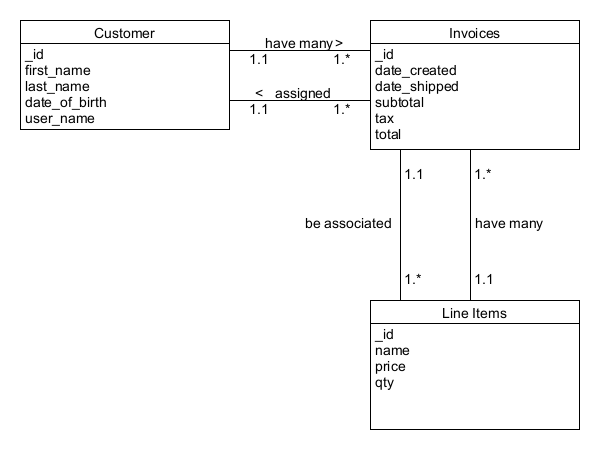 Customer
_id
first_name
last_name
date_of_birth
user_name
have many >
1.1 1.*
< assigned
1.1 1.*
Invoices
_id
date_created
date_shipped
subtotal
tax
total
1.1 1.*
be associated have many
1.* 1.1
Line Items
_id
name
price
qty